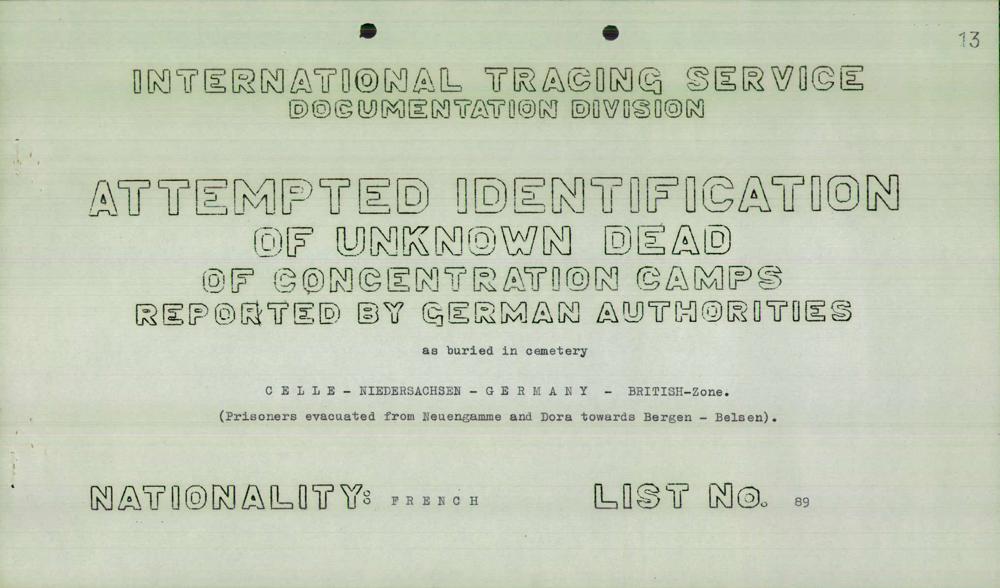 13
INTERNATIONAL TRACING SERVICE
DOCUMENTATION DIVISION
ATTEMPTED IDENTIFICATION
OF UNKNOWN DEAD
OF CONCENTRATION CAMPS
REPORTED BY GERMAN AUTHORITIES
as buried in cemetery
C E L L E - NIEDERSACHSEN - G E R M A N Y - BRITISH-Zone.
(Prisoners evacuated from Neuengamme and Dora towards Bergen - Belsen).
NATIONALITY: F R E N C H LIST No. 89